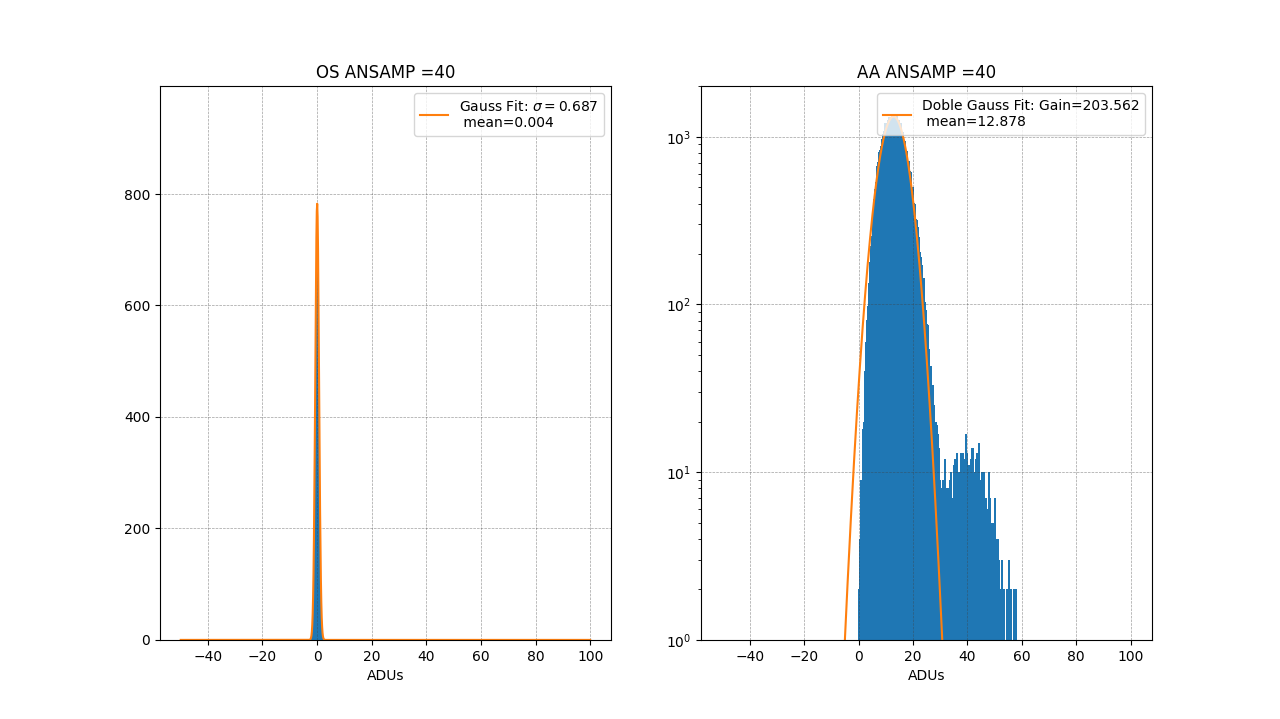 OS ANSAMP =40
Gauss Fit: σ = 0.687
mean=0.004
800
600
400
200
0
−40 −20 0 20 40 60 80 100
ADUs
AA ANSAMP =40
Doble Gauss Fit: Gain=203.562
mean=12.878
10³
10²
10¹
10⁰
−40 −20 0 20 40 60 80 100
ADUs